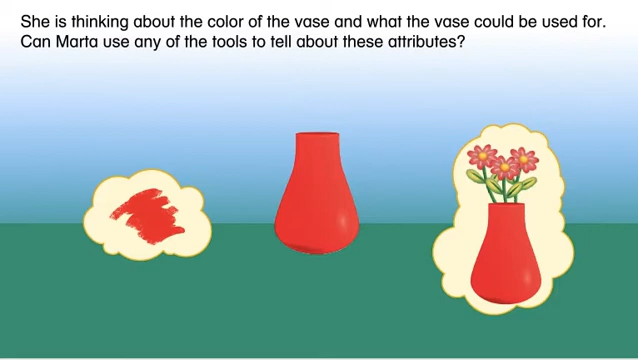 She is thinking about the color of the vase and what the vase could be used for.
Can Marta use any of the tools to tell about these attributes?